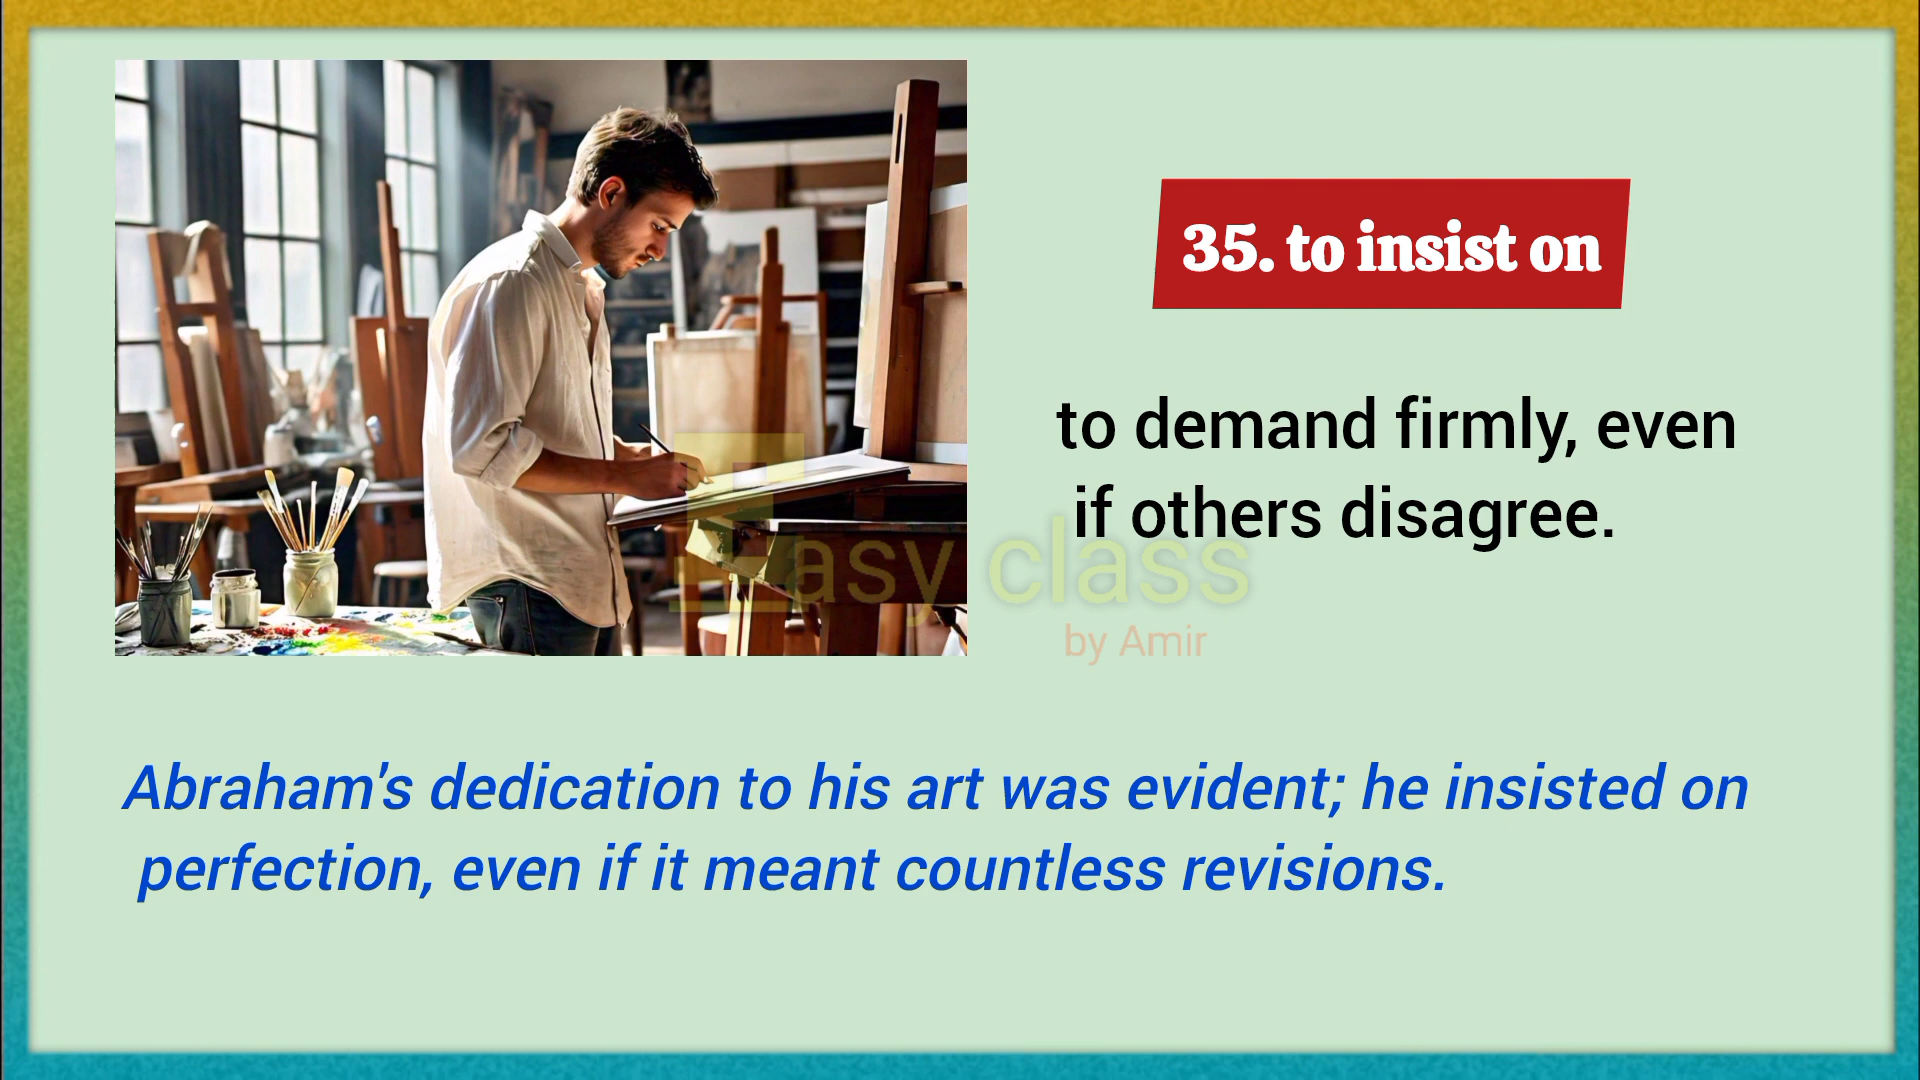 35. to insist on
to demand firmly, even
if others disagree.
asy class
by Amir
Abraham's dedication to his art was evident; he insisted on
perfection, even if it meant countless revisions.